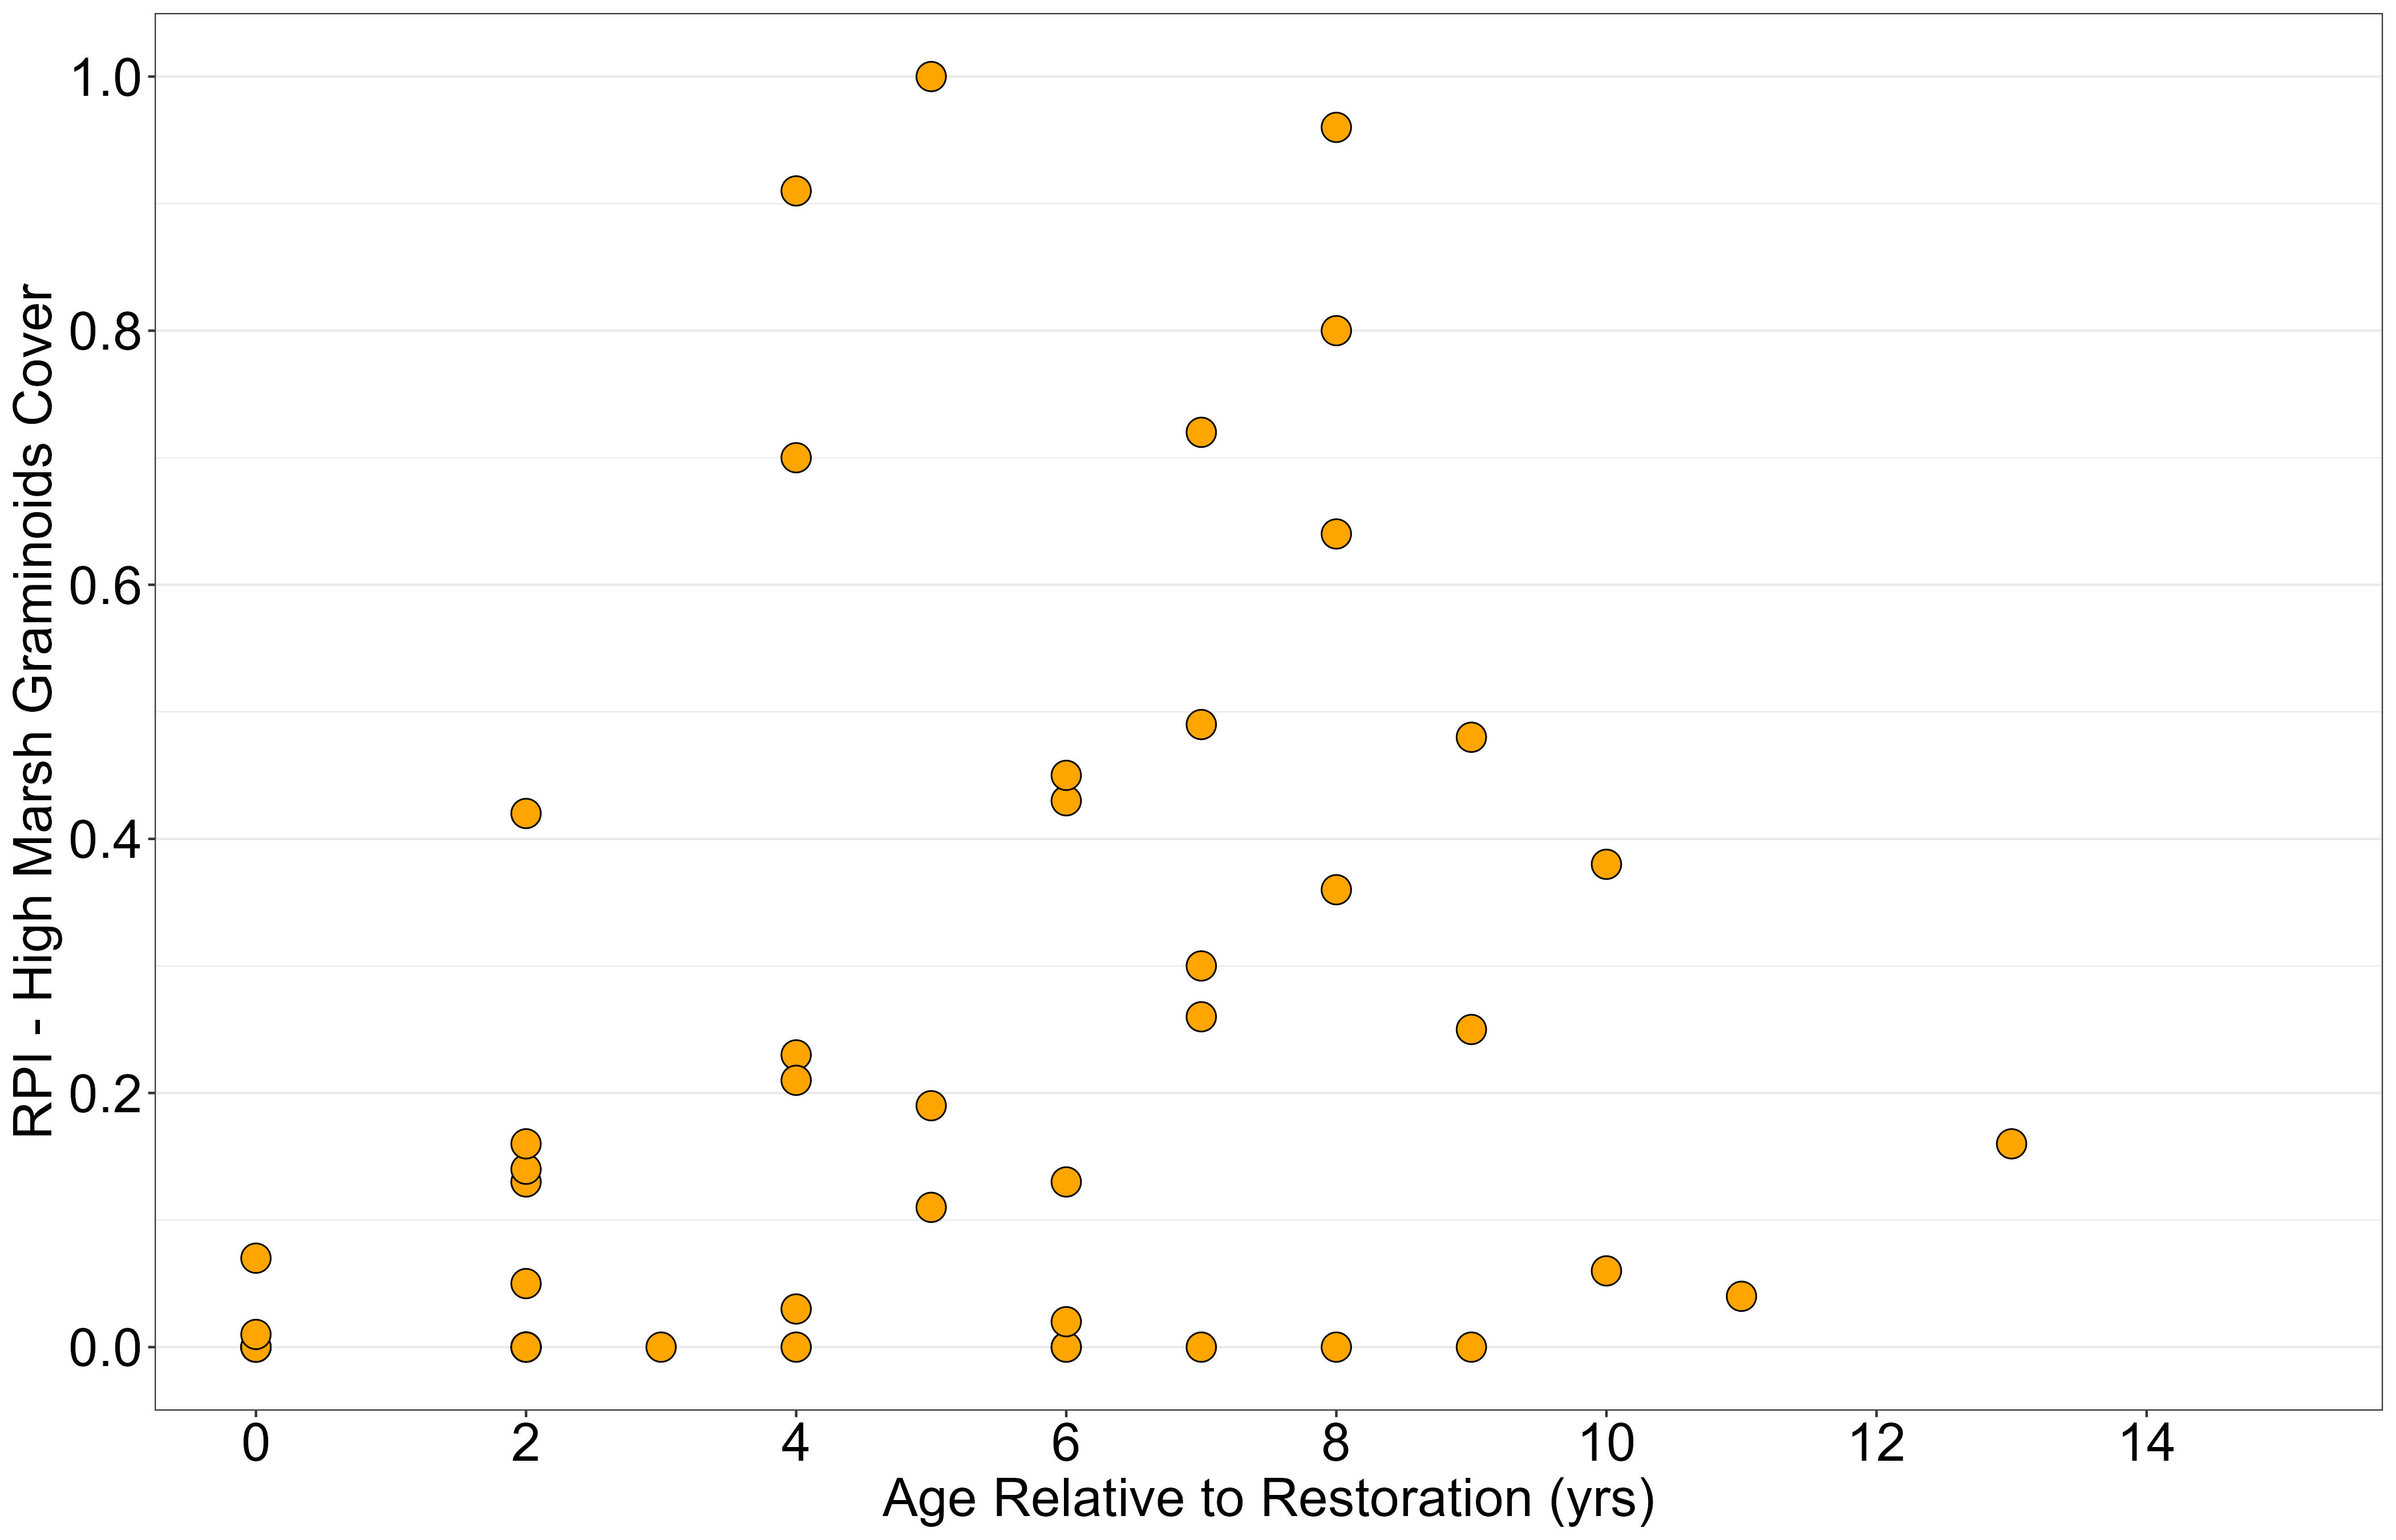 RPI - High Marsh Graminoids Cover
1.0
0.8
0.6
0.4
0.2
0.0
0 2 4 6 8 10 12 14
Age Relative to Restoration (yrs)